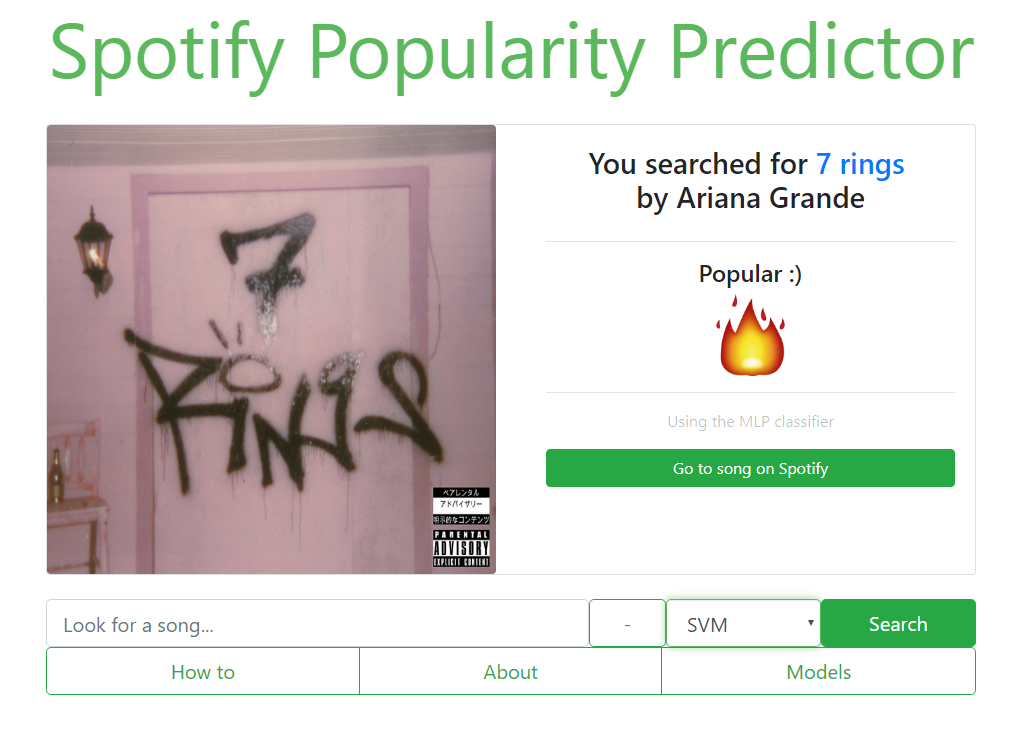 Spotify Popularity Predictor
7
RINGS
ペアレンタル
アドバイザリー
明示的なコンテンツ
PARENTAL
ADVISORY
EXPLICIT CONTENT
You searched for 7 rings
by Ariana Grande
Popular :)
Using the MLP classifier
Go to song on Spotify
Look for a song...
-
SVM
Search
How to
About
Models